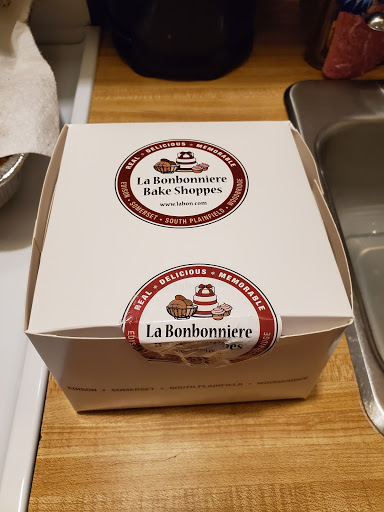 REAL • DELICIOUS • MEMORABLE
La Bonbonniere
Bake Shoppes
www.labon.com
EDISON • SOMERSET • SOUTH PLAINFIELD • WOODBRIDGE
REAL • DELICIOUS • MEMORABLE
La Bonbonniere
EDISON • SOMERSET • SOUTH PLAINFIELD • WOODBRIDGE